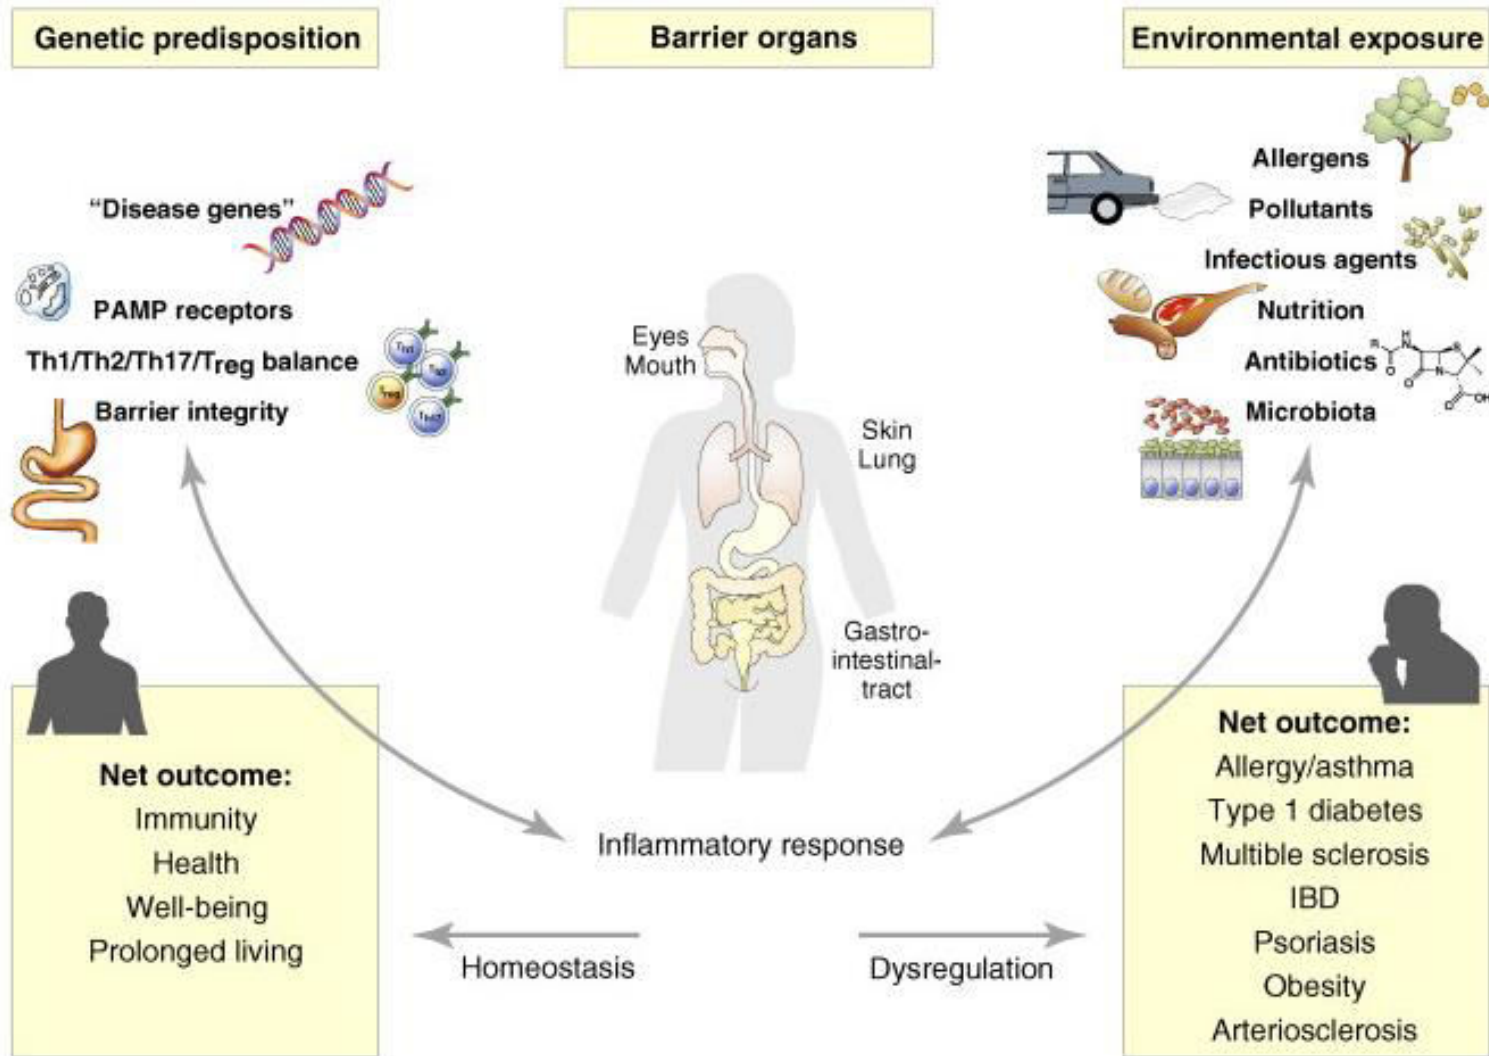 Genetic predisposition
Barrier organs
Environmental exposure
“Disease genes”
PAMP receptors
Th1/Th2/Th17/Treg balance
Barrier integrity
Treg
Eyes
Mouth
Skin
Lung
Gastro-
intestinal-
tract
Allergens
Pollutants
Infectious agents
Nutrition
Antibiotics
Microbiota
R
H
N
S
O
O
N
O
OH
Net outcome:
Immunity
Health
Well-being
Prolonged living
Inflammatory response
Homeostasis
Dysregulation
Net outcome:
Allergy/asthma
Type 1 diabetes
Multible sclerosis
IBD
Psoriasis
Obesity
Arteriosclerosis